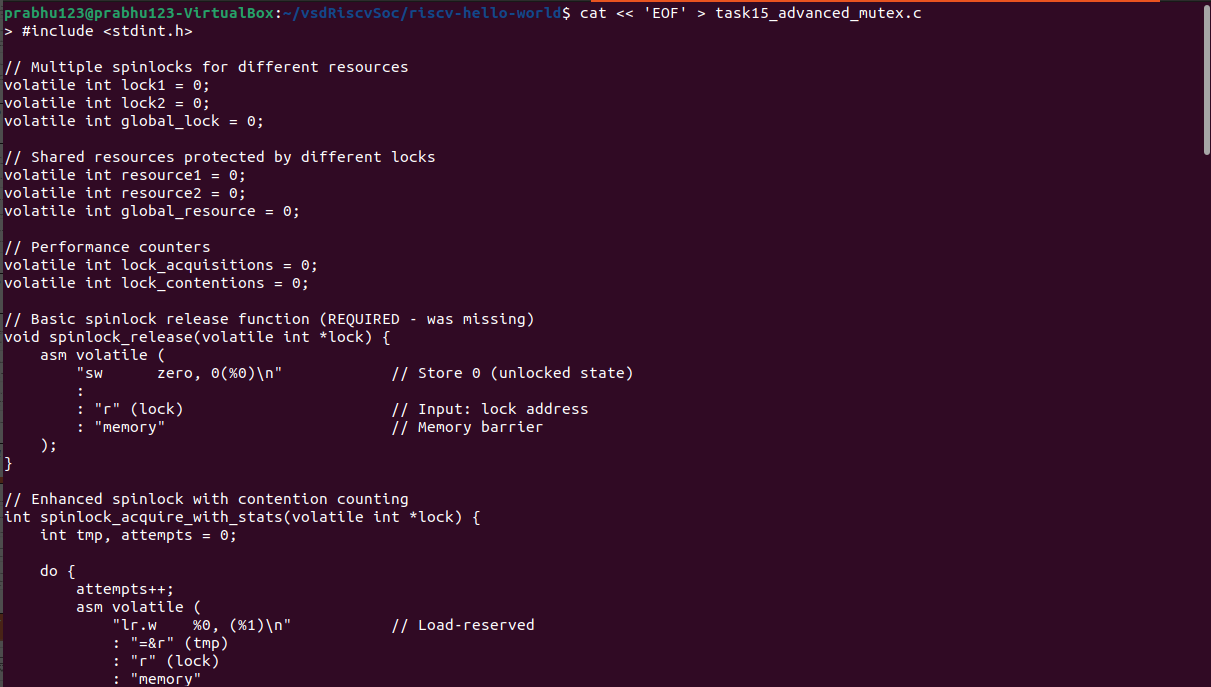 prabhu123@prabhu123-VirtualBox:~/vsdRiscvSoc/riscv-hello-world$ cat << 'EOF' > task15_advanced_mutex.c
> #include <stdint.h>

// Multiple spinlocks for different resources
volatile int lock1 = 0;
volatile int lock2 = 0;
volatile int global_lock = 0;

// Shared resources protected by different locks
volatile int resource1 = 0;
volatile int resource2 = 0;
volatile int global_resource = 0;

// Performance counters
volatile int lock_acquisitions = 0;
volatile int lock_contentions = 0;

// Basic spinlock release function (REQUIRED - was missing)
void spinlock_release(volatile int *lock) {
    asm volatile (
        "sw      zero, 0(%0)\n"            // Store 0 (unlocked state)
        :
        : "r" (lock)                       // Input: lock address
        : "memory"                         // Memory barrier
    );
}

// Enhanced spinlock with contention counting
int spinlock_acquire_with_stats(volatile int *lock) {
    int tmp, attempts = 0;

    do {
        attempts++;
        asm volatile (
            "lr.w    %0, (%1)\n"           // Load-reserved
            : "=&r" (tmp)
            : "r" (lock)
            : "memory"